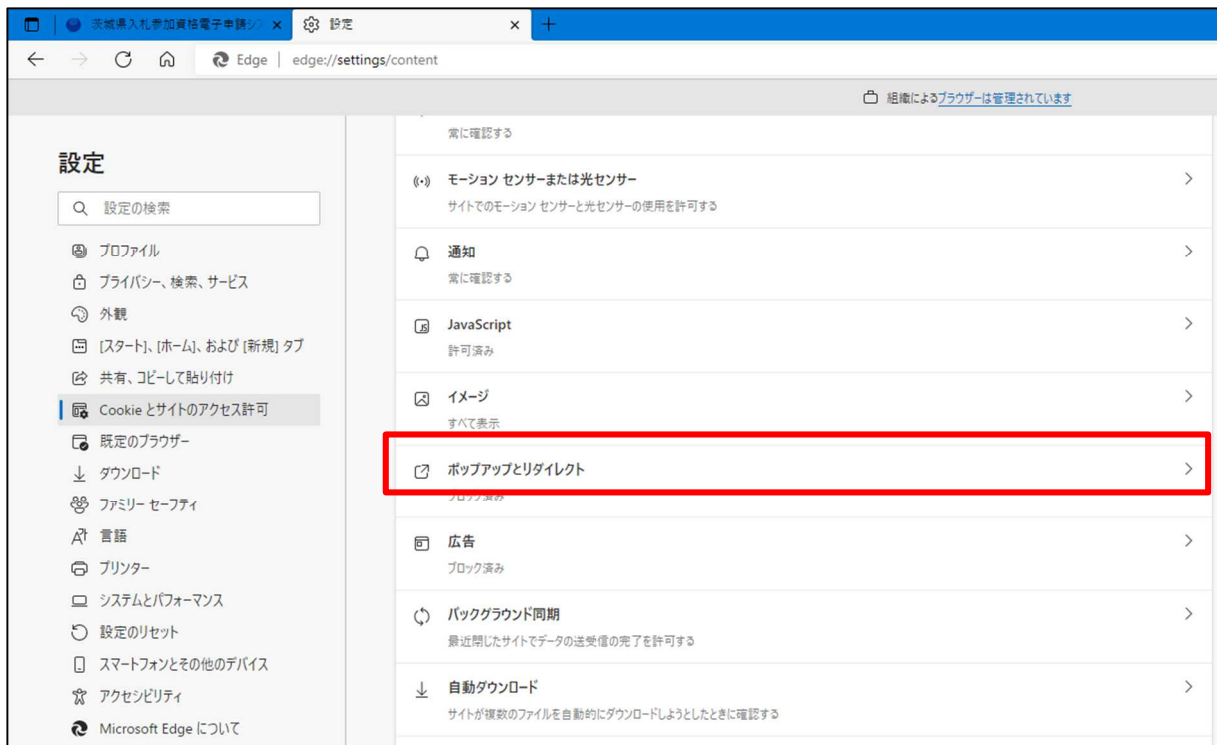 茨城県入札参加資格電子申請シス
設定
Edge
edge://settings/content
組織によるブラウザーは管理されています
設定
設定の検索
プロファイル
プライバシー、検索、サービス
外観
[スタート]、[ホーム]、および [新規] タブ
共有、コピーして貼り付け
Cookie とサイトのアクセス許可
既定のブラウザー
ダウンロード
ファミリー セーフティ
言語
プリンター
システムとパフォーマンス
設定のリセット
スマートフォンとその他のデバイス
アクセシビリティ
Microsoft Edge について
常に確認する
モーション センサーまたは光センサー
サイトでのモーション センサーと光センサーの使用を許可する
通知
常に確認する
JavaScript
許可済み
イメージ
すべて表示
ポップアップとリダイレクト
ブロック済み
広告
ブロック済み
バックグラウンド同期
最近閉じたサイトでデータの送受信の完了を許可する
自動ダウンロード
サイトが複数のファイルを自動的にダウンロードしようとしたときに確認する